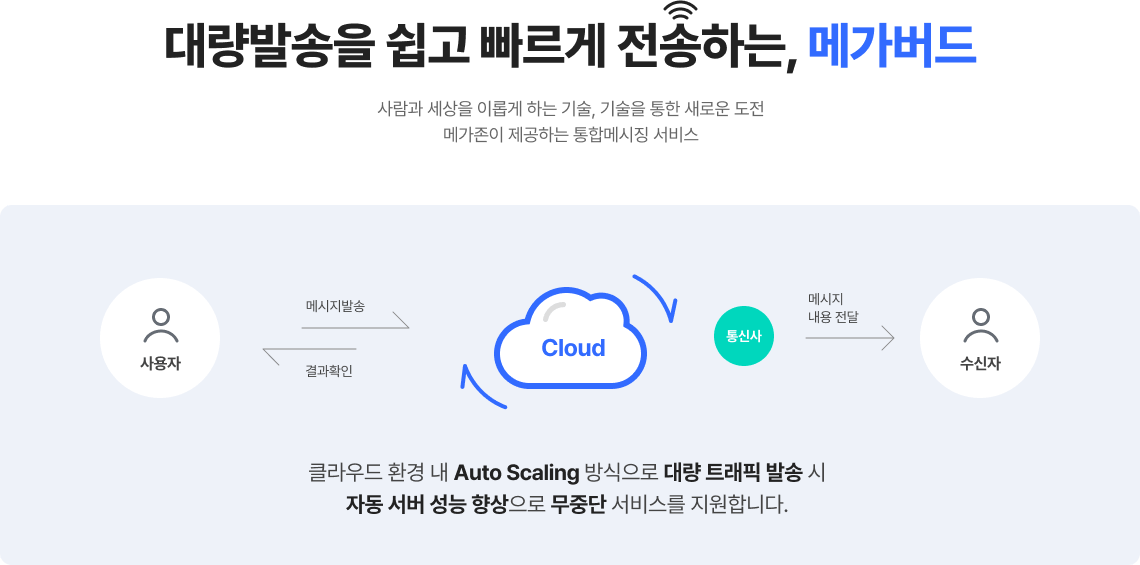 대량발송을 쉽고 빠르게 전송하는, 메가버드
사람과 세상을 이롭게 하는 기술, 기술을 통한 새로운 도전
메가존이 제공하는 통합메시징 서비스
사용자
메시지발송
결과확인
Cloud
통신사
메시지
내용 전달
수신자
클라우드 환경 내 Auto Scaling 방식으로 대량 트래픽 발송 시
자동 서버 성능 향상으로 무중단 서비스를 지원합니다.